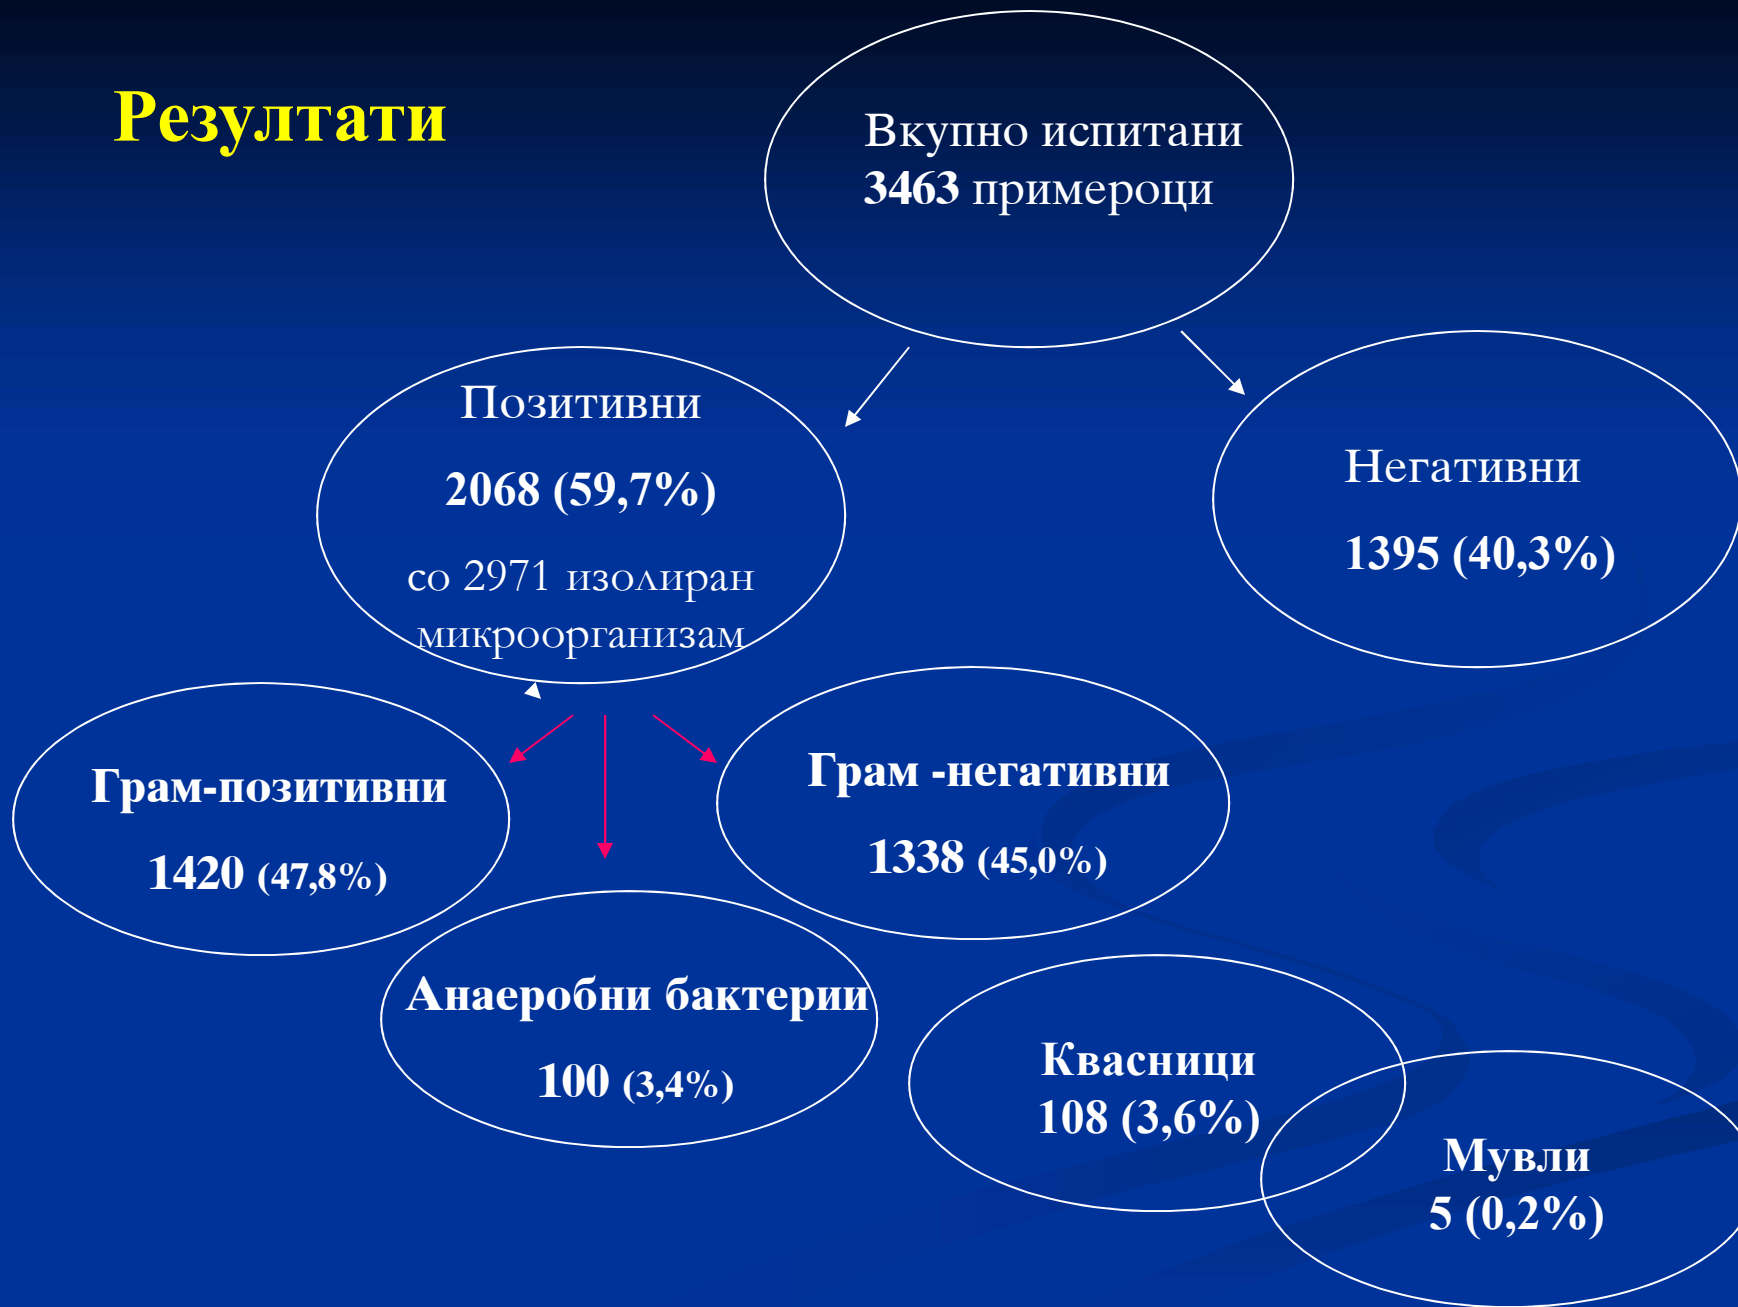 Резултати
Вкупно испитани
3463 примероци
Позитивни
2068 (59,7%)
со 2971 изолиран
микроорганизам
Негативни
1395 (40,3%)
Грам-позитивни
1420 (47,8%)
Грам -негативни
1338 (45,0%)
Анаеробни бактерии
100 (3,4%)
Квасници
108 (3,6%)
Мувли
5 (0,2%)